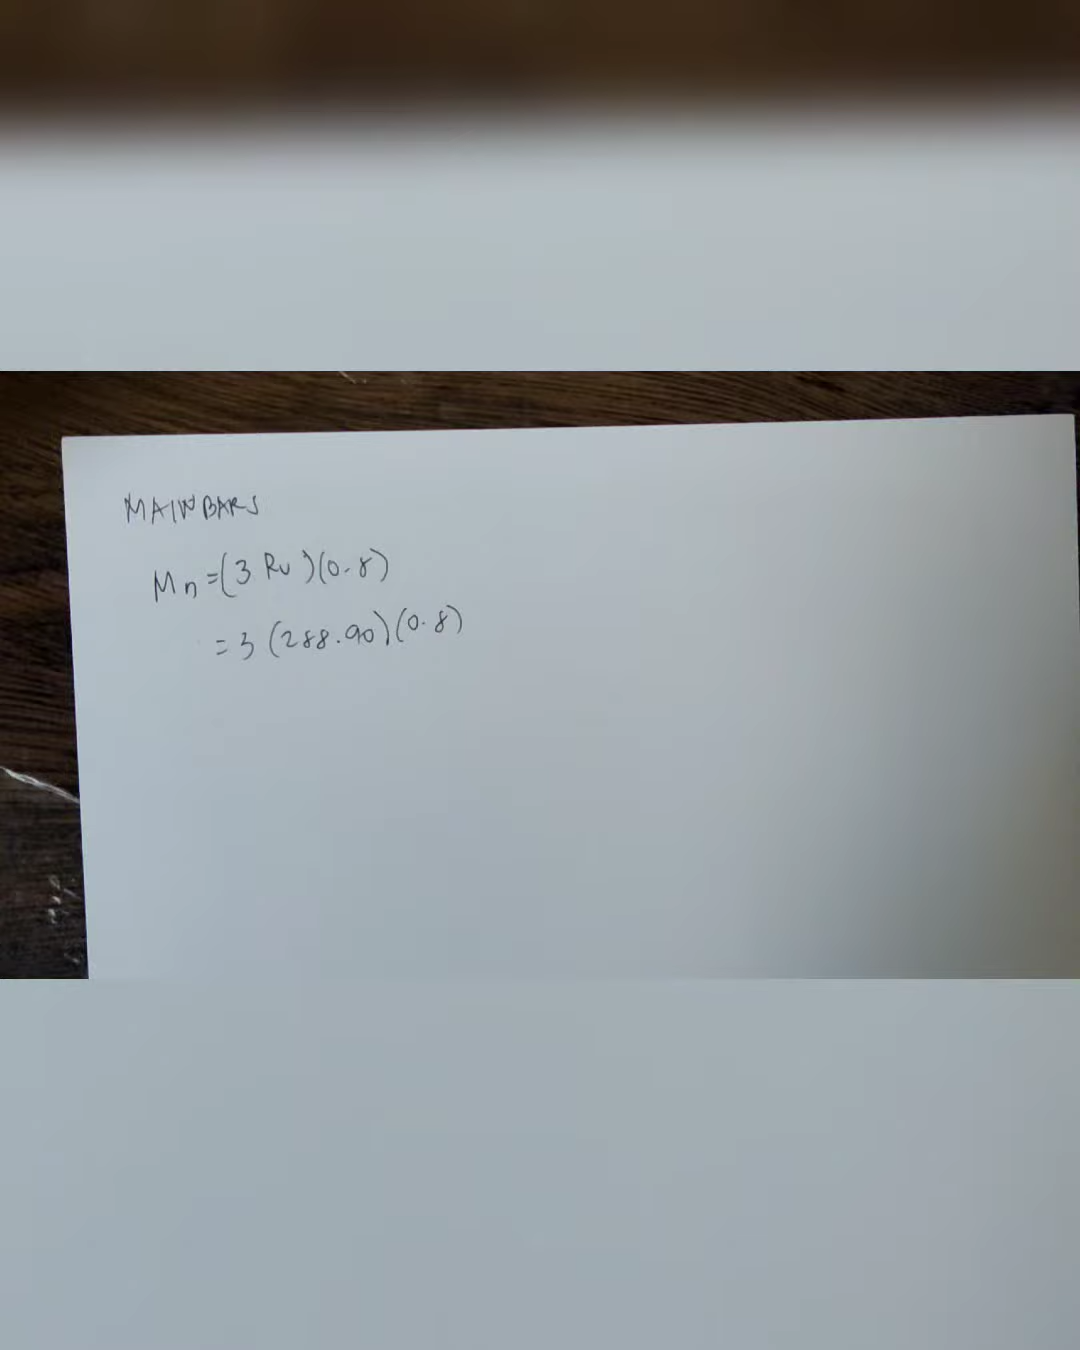 MAIN BARS
Mn = (3 Ru)(0.8)
= 3 (288.90)(0.8)